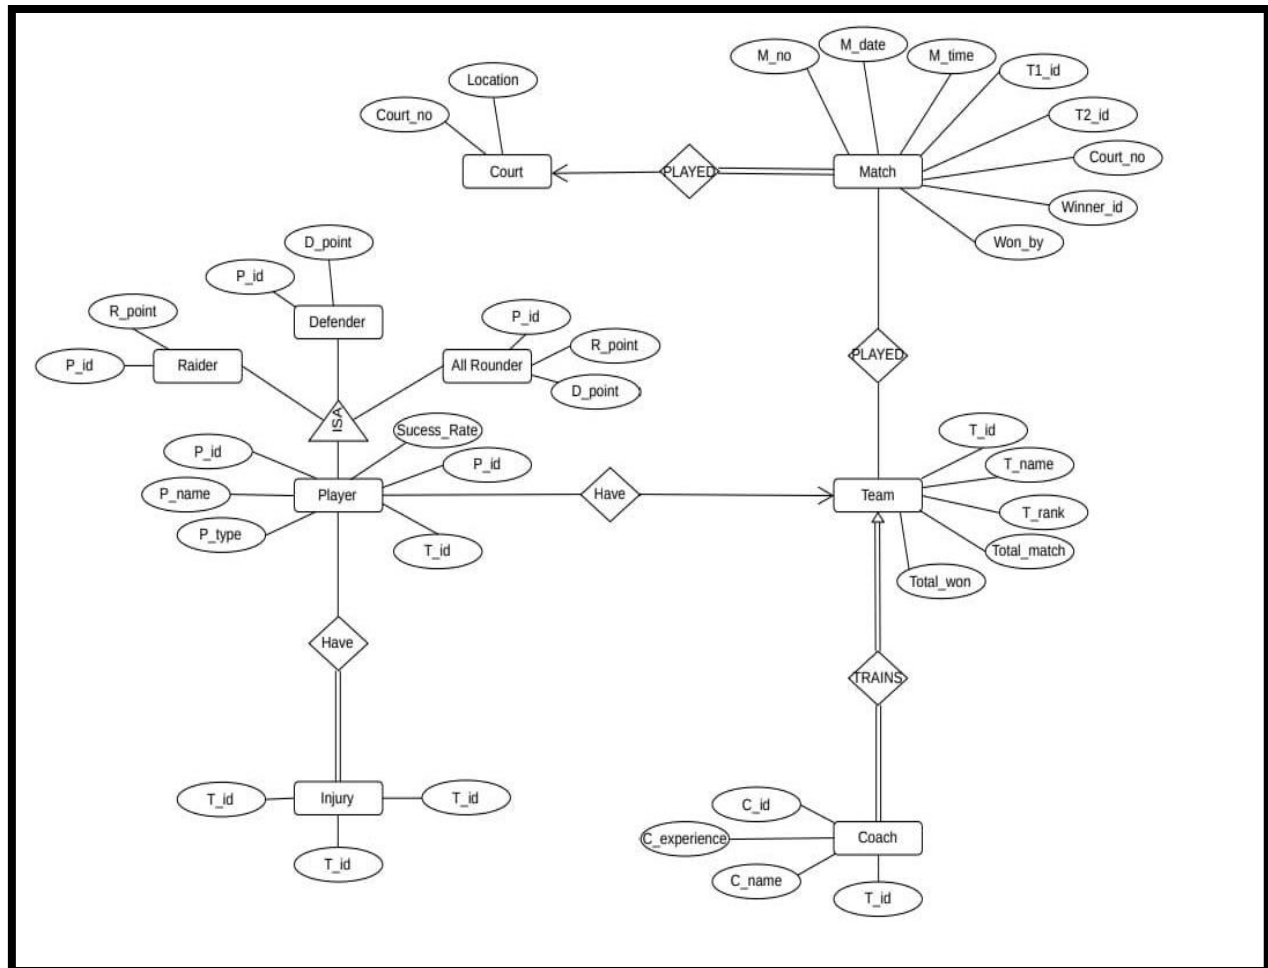 M_no
M_date
M_time
T1_id
Location
Court_no
T2_id
Court_no
Court
PLAYED
Match
Winner_id
Won_by
D_point
P_id
R_point
Defender
P_id
R_point
PLAYED
P_id
Raider
All Rounder
D_point
ISA
Sucess_Rate
T_id
P_id
P_id
T_name
P_name
Player
Have
Team
T_rank
P_type
T_id
Total_match
Total_won
Have
TRAINS
T_id
Injury
T_id
C_id
C_experience
Coach
T_id
C_name
T_id